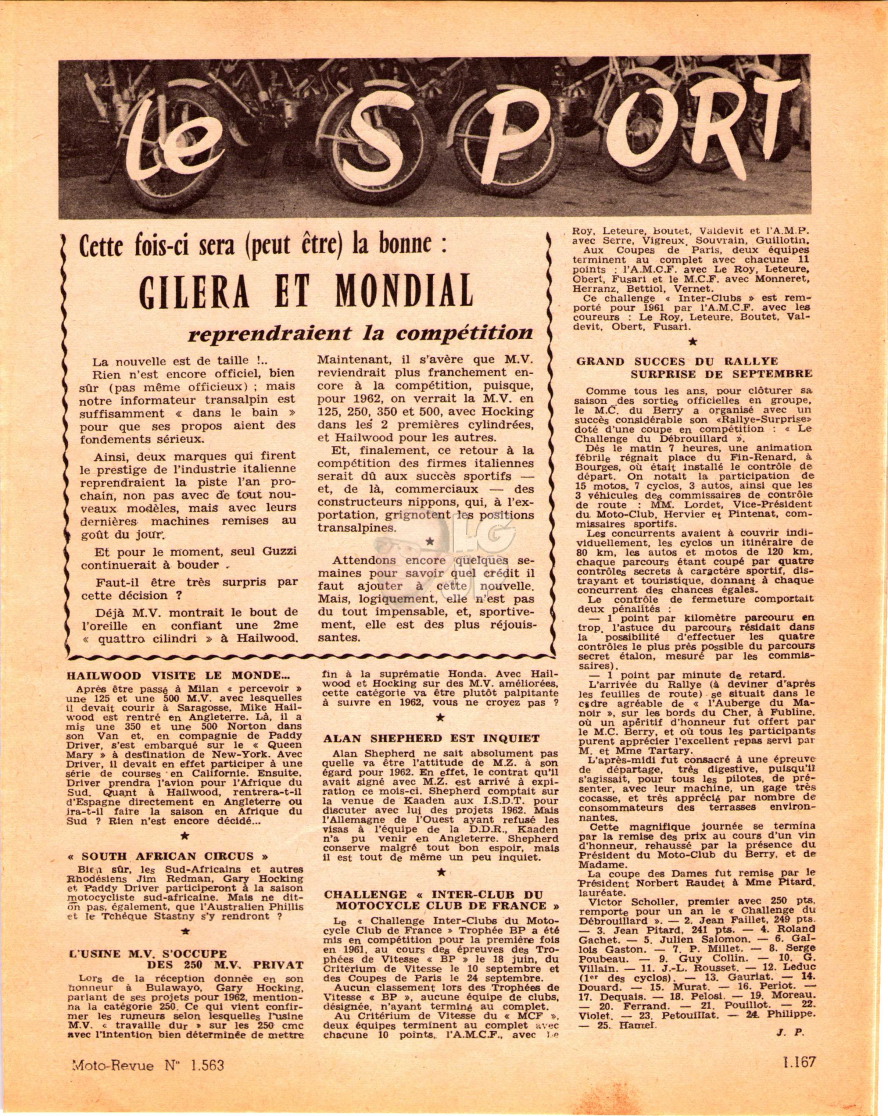 le SPORT
Cette fois-ci sera (peut être) la bonne :
GILERA ET MONDIAL
reprendraient la compétition
La nouvelle est de taille !..
Rien n'est encore officiel, bien
sûr (pas même officieux) ; mais
notre informateur transalpin est
suffisamment « dans le bain »
pour que ses propos aient des
fondements sérieux.
Ainsi, deux marques qui firent
le prestige de l'industrie italienne
reprendraient la piste l'an pro-
chain, non pas avec de tout nou-
veaux modèles, mais avec leurs
dernières machines remises au
goût du jour.
Et pour le moment, seul Guzzi
continuerait à bouder .
Faut-il être très surpris par
cette décision ?
Déjà M.V. montrait le bout de
l'oreille en confiant une 2me
« quattro cilindri » à Hailwood.
Maintenant, il s'avère que M.V.
reviendrait plus franchement en-
core à la compétition, puisque,
pour 1962, on verrait la M.V. en
125, 250, 350 et 500, avec Hocking
dans les 2 premières cylindrées,
et Hailwood pour les autres.
Et, finalement, ce retour à la
compétition des firmes italiennes
serait dû aux succès sportifs —
et, de là, commerciaux — des
constructeurs nippons, qui, à l'ex-
portation, grignotent les positions
transalpines.
★
Attendons encore quelques se-
maines pour savoir quel crédit il
faut ajouter à cette nouvelle.
Mais, logiquement, elle n'est pas
du tout impensable, et, sportive-
ment, elle est des plus réjouis-
santes.
HAILWOOD VISITE LE MONDE...
Après être passé à Milan « percevoir »
une 125 et une 500 M.V. avec lesquelles
il devait courir à Saragosse, Mike Hail-
wood est rentré en Angleterre. Là, il a
mis une 350 et une 500 Norton dans
son Van et, en compagnie de Paddy
Driver, s'est embarqué sur le « Queen
Mary » à destination de New-York. Avec
Driver, il devait en effet participer à une
série de courses en Californie. Ensuite,
Driver prendra l'avion pour l'Afrique du
Sud. Quant à Hailwood, rentrera-t-il
d'Espagne directement en Angleterre ou
ira-t-il faire la saison en Afrique du
Sud ? Rien n'est encore décidé...
★
« SOUTH AFRICAN CIRCUS »
Bien sûr, les Sud-Africains et autres
Rhodésiens Jim Redman, Gary Hocking
et Paddy Driver participeront à la saison
motocycliste sud-africaine. Mais ne dit-
on pas, également, que l'Australien Phillis
et le Tchéque Stastny s'y rendront ?
★
L'USINE M.V. S'OCCUPE
DES 250 M.V. PRIVAT
Lors de la réception donnée en son
honneur à Bulawayo, Gary Hocking,
parlant de ses projets pour 1962, mention-
na la catégorie 250. Ce qui vient confir-
mer les rumeurs selon lesquelles l'usine
M.V. « travaille dur » sur les 250 cmc
avec l'intention bien déterminée de mettre
fin à la suprématie Honda. Avec Hail-
wood et Hocking sur des M.V. améliorées,
cette catégorie va être plutôt palpitante
à suivre en 1962, vous ne croyez pas ?
★
ALAN SHEPHERD EST INQUIET
Alan Shepherd ne sait absolument pas
quelle va être l'attitude de M.Z. à son
égard pour 1962. En effet, le contrat qu'il
avait signé avec M.Z. est arrivé à expi-
ration ce mois-ci. Shepherd comptait sur
la venue de Kaaden aux I.S.D.T. pour
discuter avec lui des projets 1962. Mais
l'Allemagne de l'Ouest ayant refusé les
visas à l'équipe de la D.D.R., Kaaden
n'a pu venir en Angleterre. Shepherd
conserve malgré tout bon espoir, mais
il est tout de même un peu inquiet.
★
CHALLENGE « INTER-CLUB DU
MOTOCYCLE CLUB DE FRANCE »
Le « Challenge Inter-Clubs du Moto-
cycle Club de France » Trophée BP a été
mis en compétition pour la première fois
en 1961, au cours des épreuves des Tro-
phées de Vitesse « BP » le 18 juin, du
Critérium de Vitesse le 10 septembre et
des Coupes de Paris le 24 septembre.
Aucun classement lors des Trophées de
Vitesse « BP », aucune équipe de clubs,
désignée, n'ayant terminé au complet.
Au Critérium de Vitesse du « MCF »,
deux équipes terminent au complet avec
chacune 10 points, l'A.M.C.F., avec Le
Roy, Leteure, Boutet, Valdevit et l'A.M.P.
avec Serre, Vigreux, Souvrain, Guillotin,
Aux Coupes de Paris, deux équipes
terminent au complet avec chacune 11
points : l'A.M.C.F. avec Le Roy, Leteure,
Obert, Fusari et le M.C.F. avec Monneret,
Herranz, Bettiol, Vernet.
Ce challenge « Inter-Clubs » est rem-
porté pour 1961 par l'A.M.C.F. avec les
coureurs : Le Roy, Leteure, Boutet, Val-
devit, Obert, Fusari.
★
GRAND SUCCES DU RALLYE
SURPRISE DE SEPTEMBRE
Comme tous les ans, pour clôturer sa
saison des sorties officielles en groupe,
le M.C. du Berry a organisé avec un
succès considérable son «Rallye-Surprise»
doté d'une coupe en compétition : « Le
Challenge du Débrouillard ».
Dès le matin 7 heures, une animation
fébrile régnait place du Fin-Renard, à
Bourges, où était installé le contrôle de
départ. On notait la participation de
15 motos, 7 cyclos, 3 autos, ainsi que les
3 véhicules des commissaires de contrôle
de route : MM. Lordet, Vice-Président
du Moto-Club, Hervier et Pintenat, com-
missaires sportifs.
Les concurrents avaient à couvrir indi-
viduellement, les cyclos un itinéraire de
80 km, les autos et motos de 120 km,
chaque parcours étant coupé par quatre
contrôles secrets à caractère sportif, dis-
trayant et touristique, donnant à chaque
concurrent des chances égales.
Le contrôle de fermeture comportait
deux pénalités :
— 1 point par kilomètre parcouru en
trop, l'astuce du parcours résidait dans
la possibilité d'effectuer les quatre
contrôles le plus prés possible du parcours
secret étalon, mesuré par les commis-
saires).
— 1 point par minute de retard.
L'arrivée du Rallye (à deviner d'après
les feuilles de route) se situait dans le
cadre agréable de « l'Auberge du Ma-
noir », sur les bords du Cher, à Fubline,
où un apéritif d'honneur fut offert par
le M.C. Berry, et où tous les participants
purent apprécier l'excellent repas servi par
M. et Mme Tartary.
L'après-midi fut consacré à une épreuve
de départage, très digestive, puisqu'il
s'agissait, pour tous les pilotes, de pré-
senter, avec leur machine, un gage très
cocasse, et très apprécié par nombre de
consommateurs des terrasses environ-
nantes.
Cette magnifique journée se termina
par la remise des prix au cours d'un vin
d'honneur, rehaussé par la présence du
Président du Moto-Club du Berry, et de
Madame.
La coupe des Dames fut remise par le
Président Norbert Raudet à Mme Pitard,
lauréate.
Victor Scholler, premier avec 250 pts,
remporte pour un an le « Challenge du
Débrouillard ». — 2. Jean Faillet, 249 pts.
— 3. Jean Pitard, 241 pts. — 4. Roland
Gachet. — 5. Julien Salomon. — 6. Gal-
lois Gaston. — 7. P. Millet. — 8. Serge
Poubeau. — 9. Guy Collin. — 10. G.
Villain. — 11. J.-L. Rousset. — 12. Leduc
(1er des cyclos). — 13. Gauriat. — 14.
Douard. — 15. Murat. — 16. Periot. —
17. Dequais. — 18. Pelosi. — 19. Moreau.
— 20. Ferrand. — 21. Pouillot. — 22.
Violet. — 23. Petouillat. — 24. Philippe.
— 25. Hamel.
J. P.
Moto-Revue N° 1.563
1.167